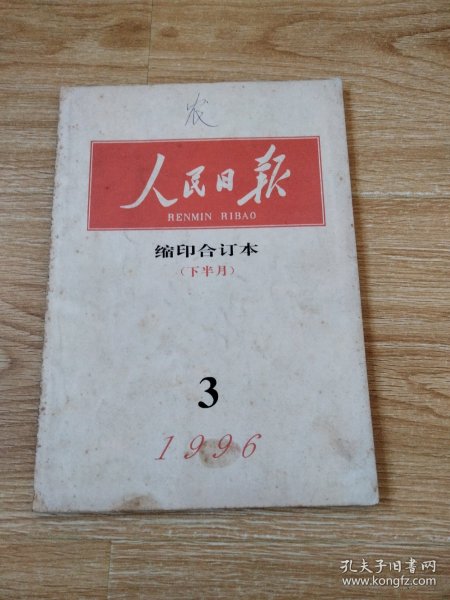 农
人民日报
RENMIN RIBAO
缩印合订本
（下半月）
3
1996
孔夫子旧书网
www.kongfz.com